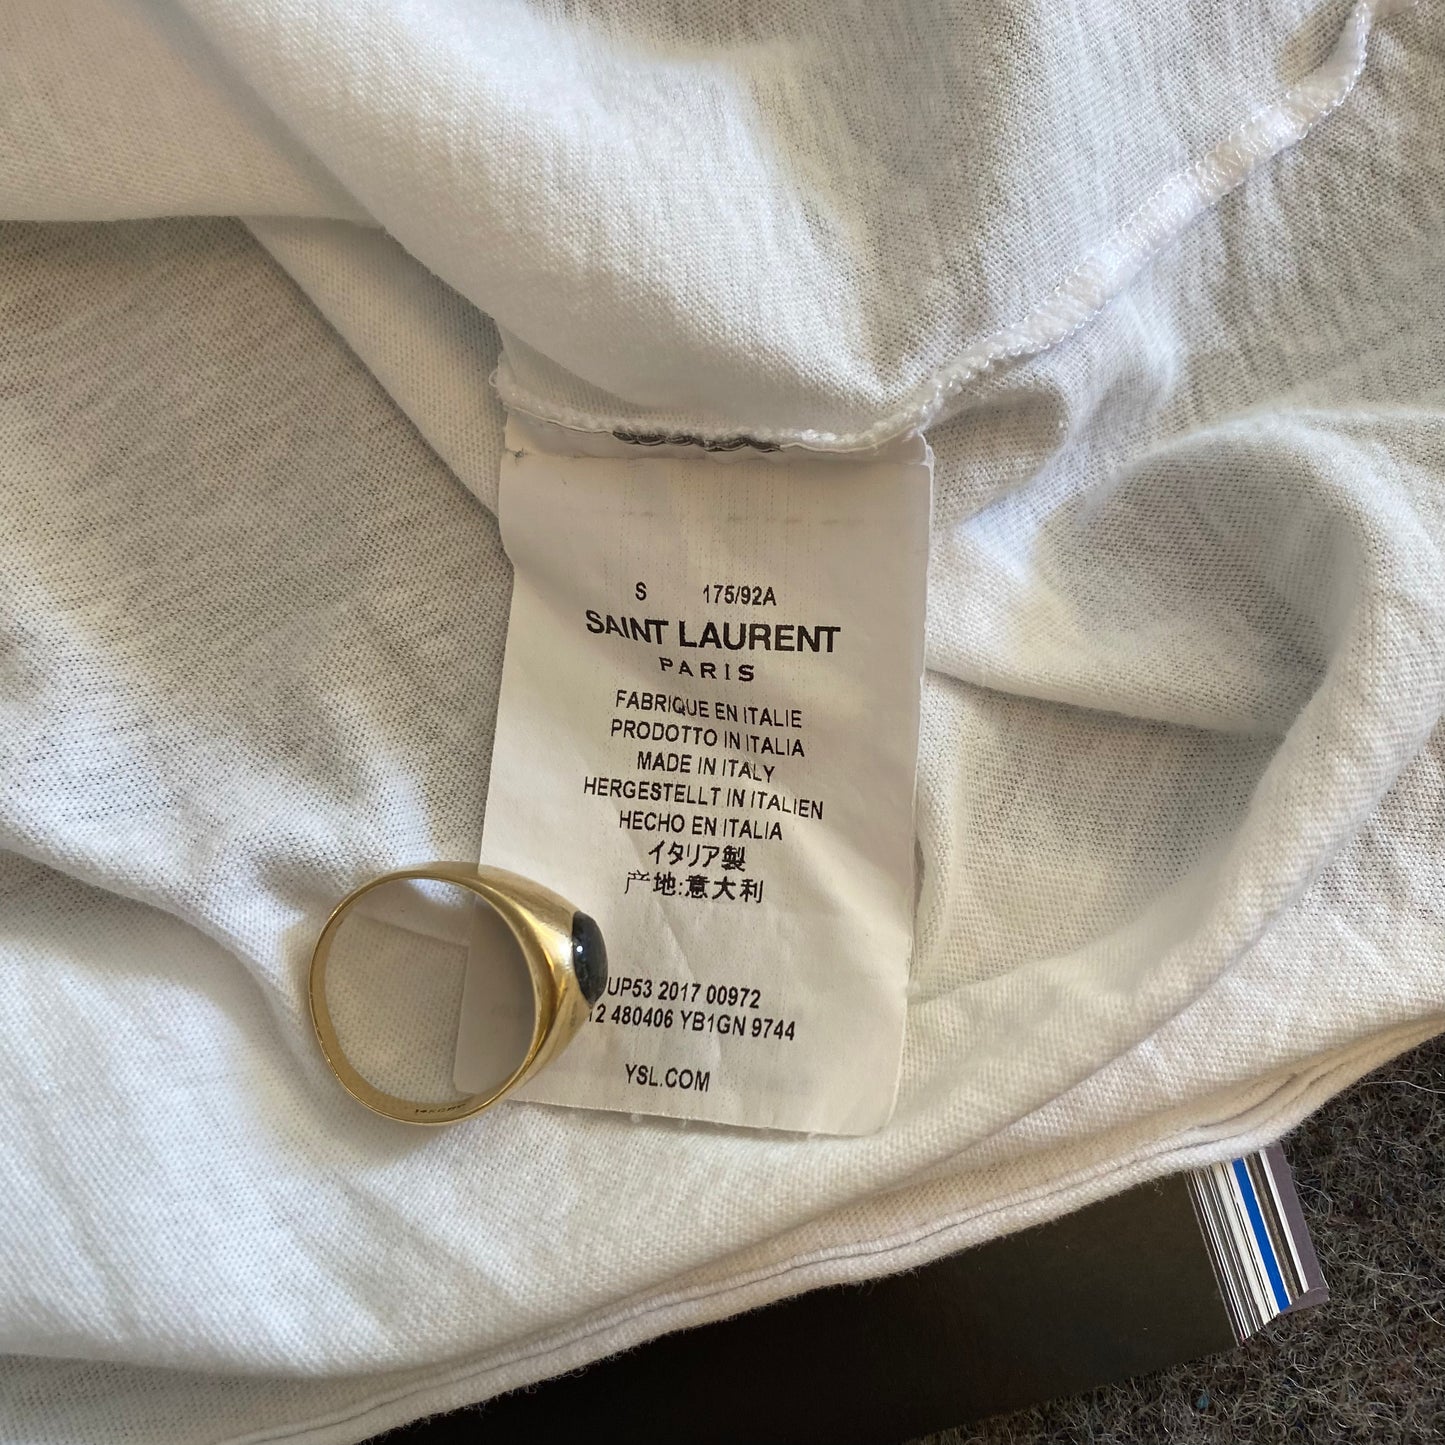 S 175/92A
SAINT LAURENT
PARIS
FABRIQUE EN ITALIE
PRODOTTO IN ITALIA
MADE IN ITALY
HERGESTELLT IN ITALIEN
HECHO EN ITALIA
イタリア製
产地:意大利
UP53 2017 00972
12 480406 YB1GN 9744
YSL.COM